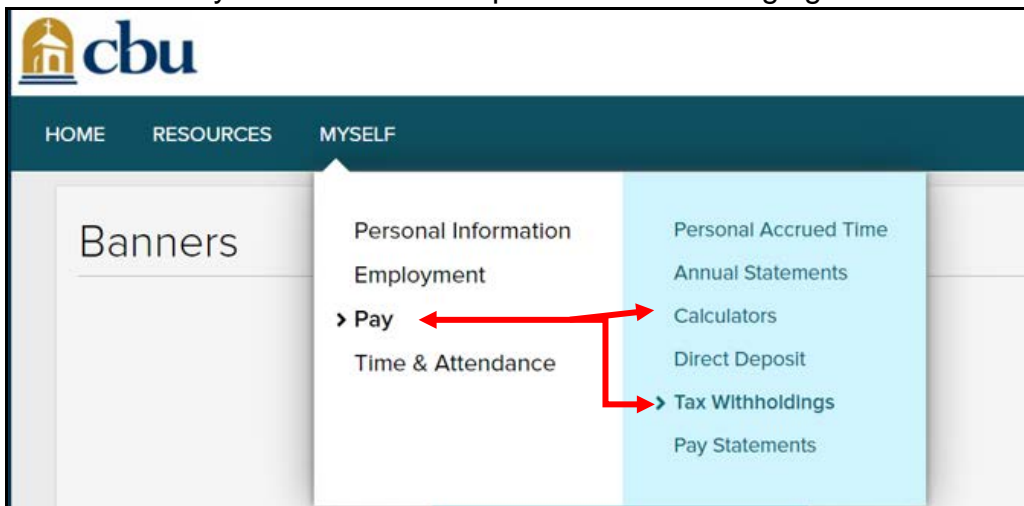 cbu
HOME RESOURCES MYSELF
Banners
Personal Information
Employment
Pay
Time & Attendance
Personal Accrued Time
Annual Statements
Calculators
Direct Deposit
Tax Withholdings
Pay Statements